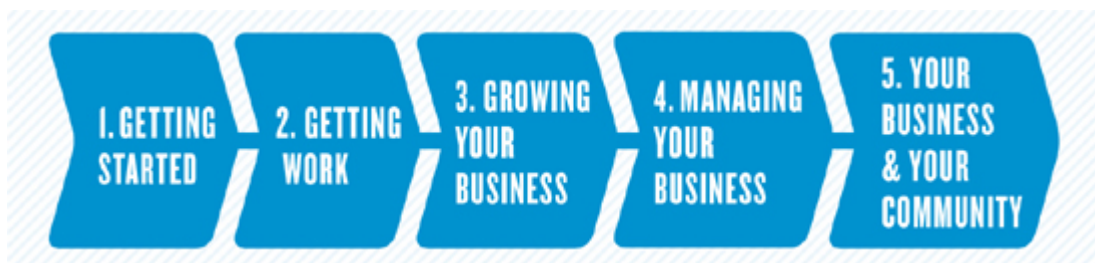 1. GETTING
STARTED
2. GETTING
WORK
3. GROWING
YOUR
BUSINESS
4. MANAGING
YOUR
BUSINESS
5. YOUR
BUSINESS
& YOUR
COMMUNITY